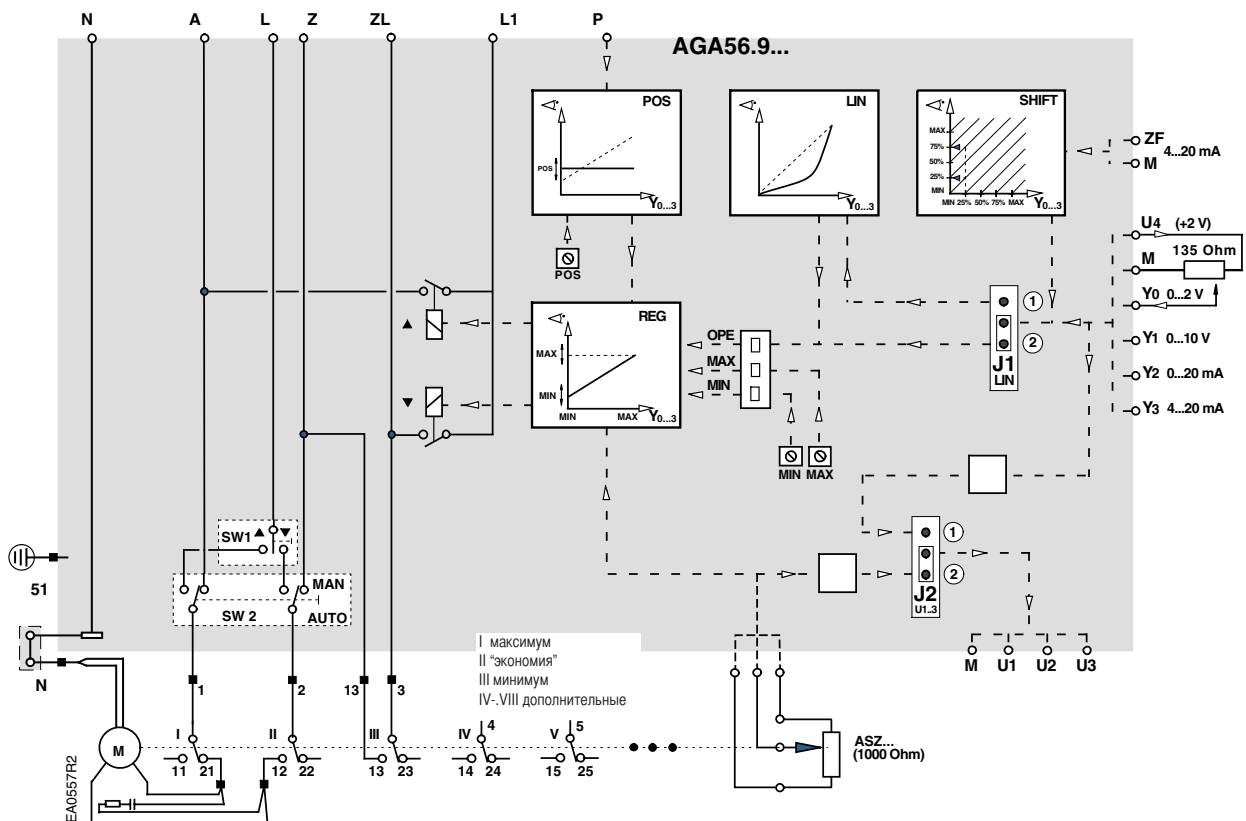 N A L Z ZL L1 P
AGA56.9...
POS
POS
Y0...3
POS
LIN
Y0...3
SHIFT
MAX
75%
50%
25%
MIN
MIN 25% 50% 75% MAX Y0...3
ZF
4...20 mA
M
U4 (+2 V)
135 Ohm
M
Y0 0...2 V
Y1 0...10 V
Y2 0...20 mA
Y3 4...20 mA
REG
MAX
MIN
MIN MAX Y0...3
OPE
MAX
MIN
MIN MAX
1
2
J1
LIN
1
2
J2
U1..3
M U1 U2 U3
SW1
MAN
SW 2 AUTO
51
N
1 2 13 3
I максимум
II "экономия"
III минимум
IV-.VIII дополнительные
M
I II III IV 4 V 5
11 21 12 22 13 23 14 24 15 25
ASZ...
(1000 Ohm)
EA0557R2